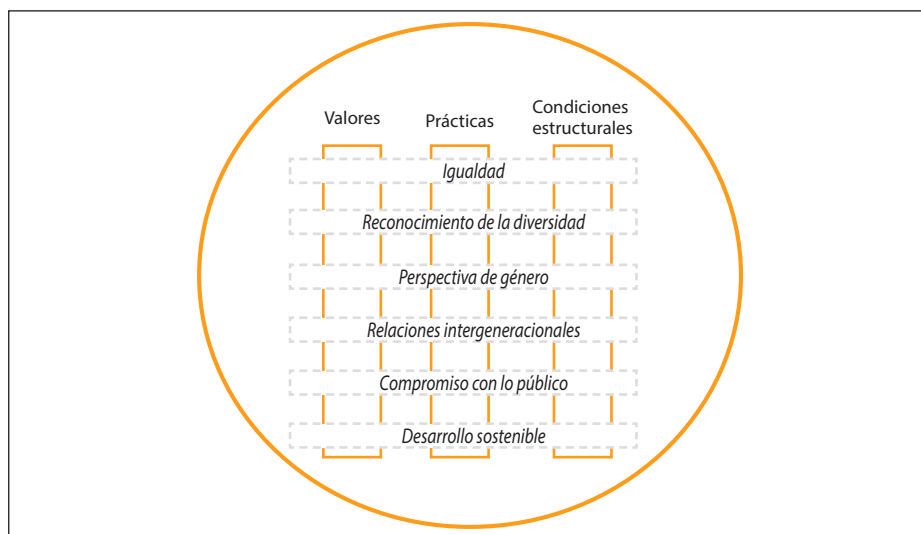 Valores
Prácticas
Condiciones
estructurales
Igualdad
Reconocimiento de la diversidad
Perspectiva de género
Relaciones intergeneracionales
Compromiso con lo público
Desarrollo sostenible